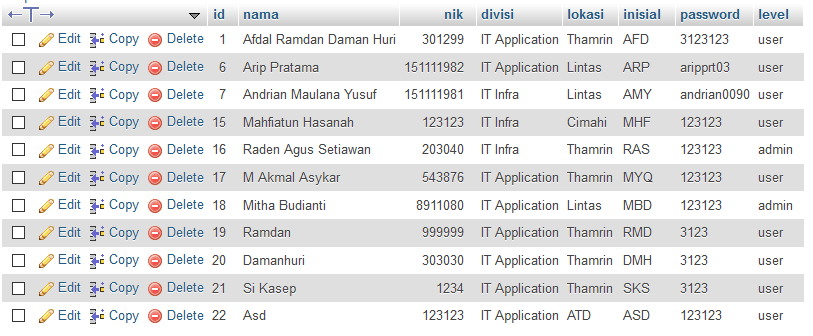 id nama nik divisi lokasi inisial password level
Edit Copy Delete 1 Afdal Ramdan Daman Huri 301299 IT Application Thamrin AFD 3123123 user
Edit Copy Delete 6 Arip Pratama 151111982 IT Application Lintas ARP aripprt03 user
Edit Copy Delete 7 Andrian Maulana Yusuf 151111981 IT Infra Lintas AMY andrian0090 user
Edit Copy Delete 15 Mahfiatun Hasanah 123123 IT Infra Cimahi MHF 123123 user
Edit Copy Delete 16 Raden Agus Setiawan 203040 IT Infra Thamrin RAS 123123 admin
Edit Copy Delete 17 M Akmal Asykar 543876 IT Application Thamrin MYQ 123123 user
Edit Copy Delete 18 Mitha Budianti 8911080 IT Application Lintas MBD 123123 admin
Edit Copy Delete 19 Ramdan 999999 IT Application Thamrin RMD 3123 user
Edit Copy Delete 20 Damanhuri 303030 IT Application Thamrin DMH 3123 user
Edit Copy Delete 21 Si Kasep 1234 IT Application Thamrin SKS 3123 user
Edit Copy Delete 22 Asd 123123 IT Application ATD ASD 123123 user